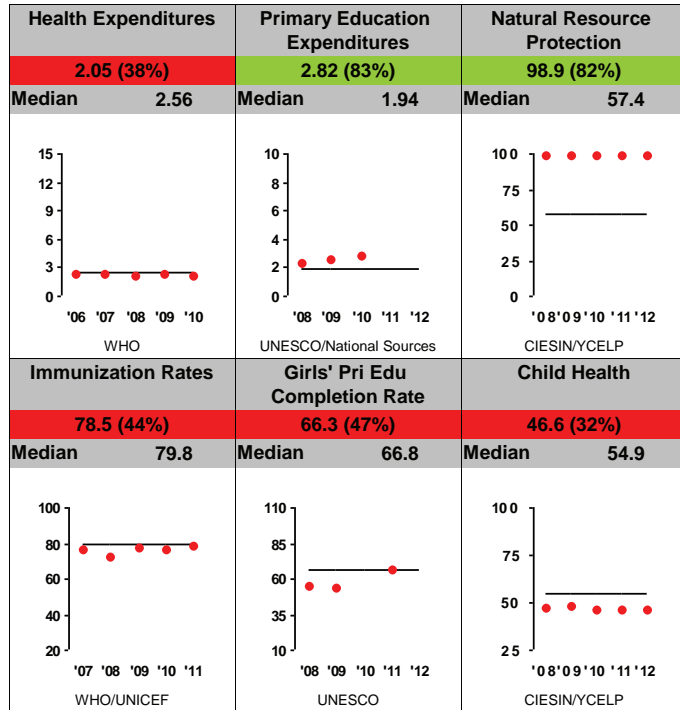 Health Expenditures
2.05 (38%)
Median 2.56
15
12
9
6
3
0
'06 '07 '08 '09 '10
WHO
Primary Education
Expenditures
2.82 (83%)
Median 1.94
10
8
6
4
2
0
'08 '09 '10 '11 '12
UNESCO/National Sources
Natural Resource
Protection
98.9 (82%)
Median 57.4
100
75
50
25
0
'08 '09 '10 '11 '12
CIESIN/YCELP
Immunization Rates
78.5 (44%)
Median 79.8
100
80
60
40
20
'07 '08 '09 '10 '11
WHO/UNICEF
Girls' Pri Edu
Completion Rate
66.3 (47%)
Median 66.8
110
85
60
35
10
'08 '09 '10 '11 '12
UNESCO
Child Health
46.6 (32%)
Median 54.9
100
75
50
25
'08 '09 '10 '11 '12
CIESIN/YCELP